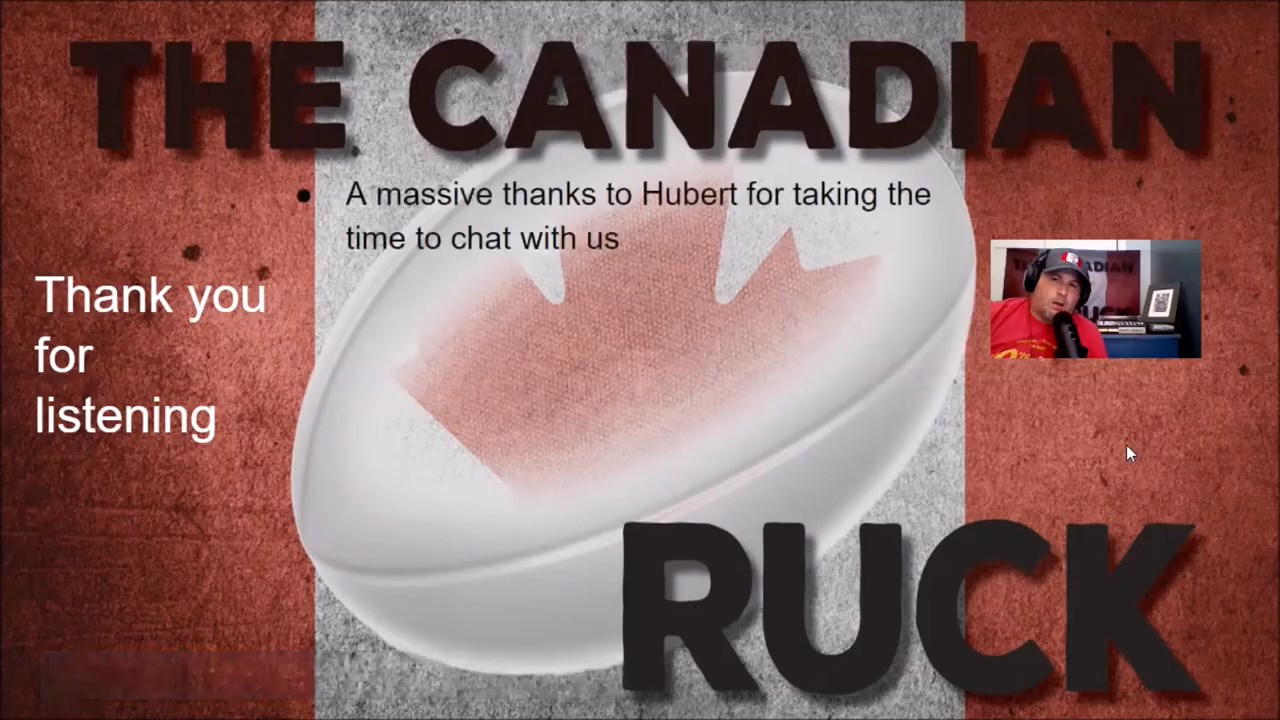 THE CANADIAN
• A massive thanks to Hubert for taking the
time to chat with us
Thank you
for
listening
RUCK